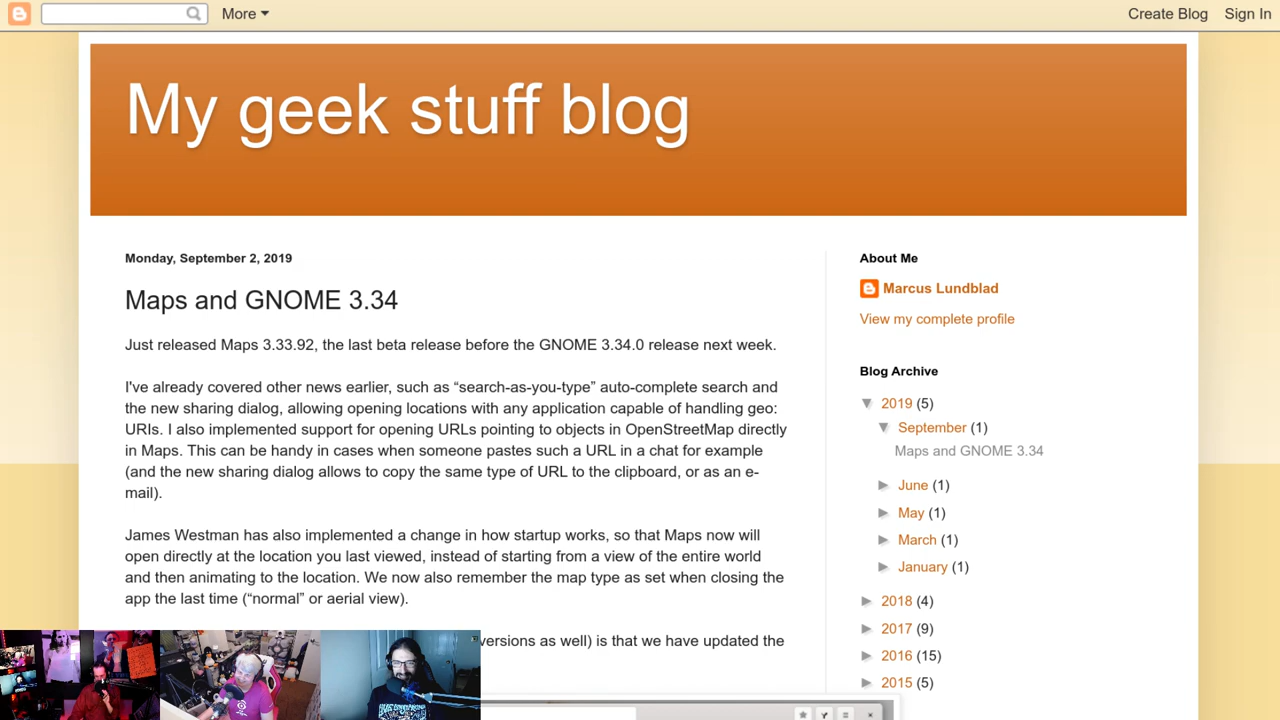 More
Create Blog
Sign In
My geek stuff blog
Monday, September 2, 2019
Maps and GNOME 3.34
Just released Maps 3.33.92, the last beta release before the GNOME 3.34.0 release next week.
I've already covered other news earlier, such as “search-as-you-type” auto-complete search and
the new sharing dialog, allowing opening locations with any application capable of handling geo:
URIs. I also implemented support for opening URLs pointing to objects in OpenStreetMap directly
in Maps. This can be handy in cases when someone pastes such a URL in a chat for example
(and the new sharing dialog allows to copy the same type of URL to the clipboard, or as an e-
mail).
James Westman has also implemented a change in how startup works, so that Maps now will
open directly at the location you last viewed, instead of starting from a view of the entire world
and then animating to the location. We now also remember the map type as set when closing the
app the last time (“normal” or aerial view).
versions as well) is that we have updated the
About Me
Marcus Lundblad
View my complete profile
Blog Archive
▼ 2019 (5)
▼ September (1)
Maps and GNOME 3.34
► June (1)
► May (1)
► March (1)
► January (1)
► 2018 (4)
► 2017 (9)
► 2016 (15)
► 2015 (5)